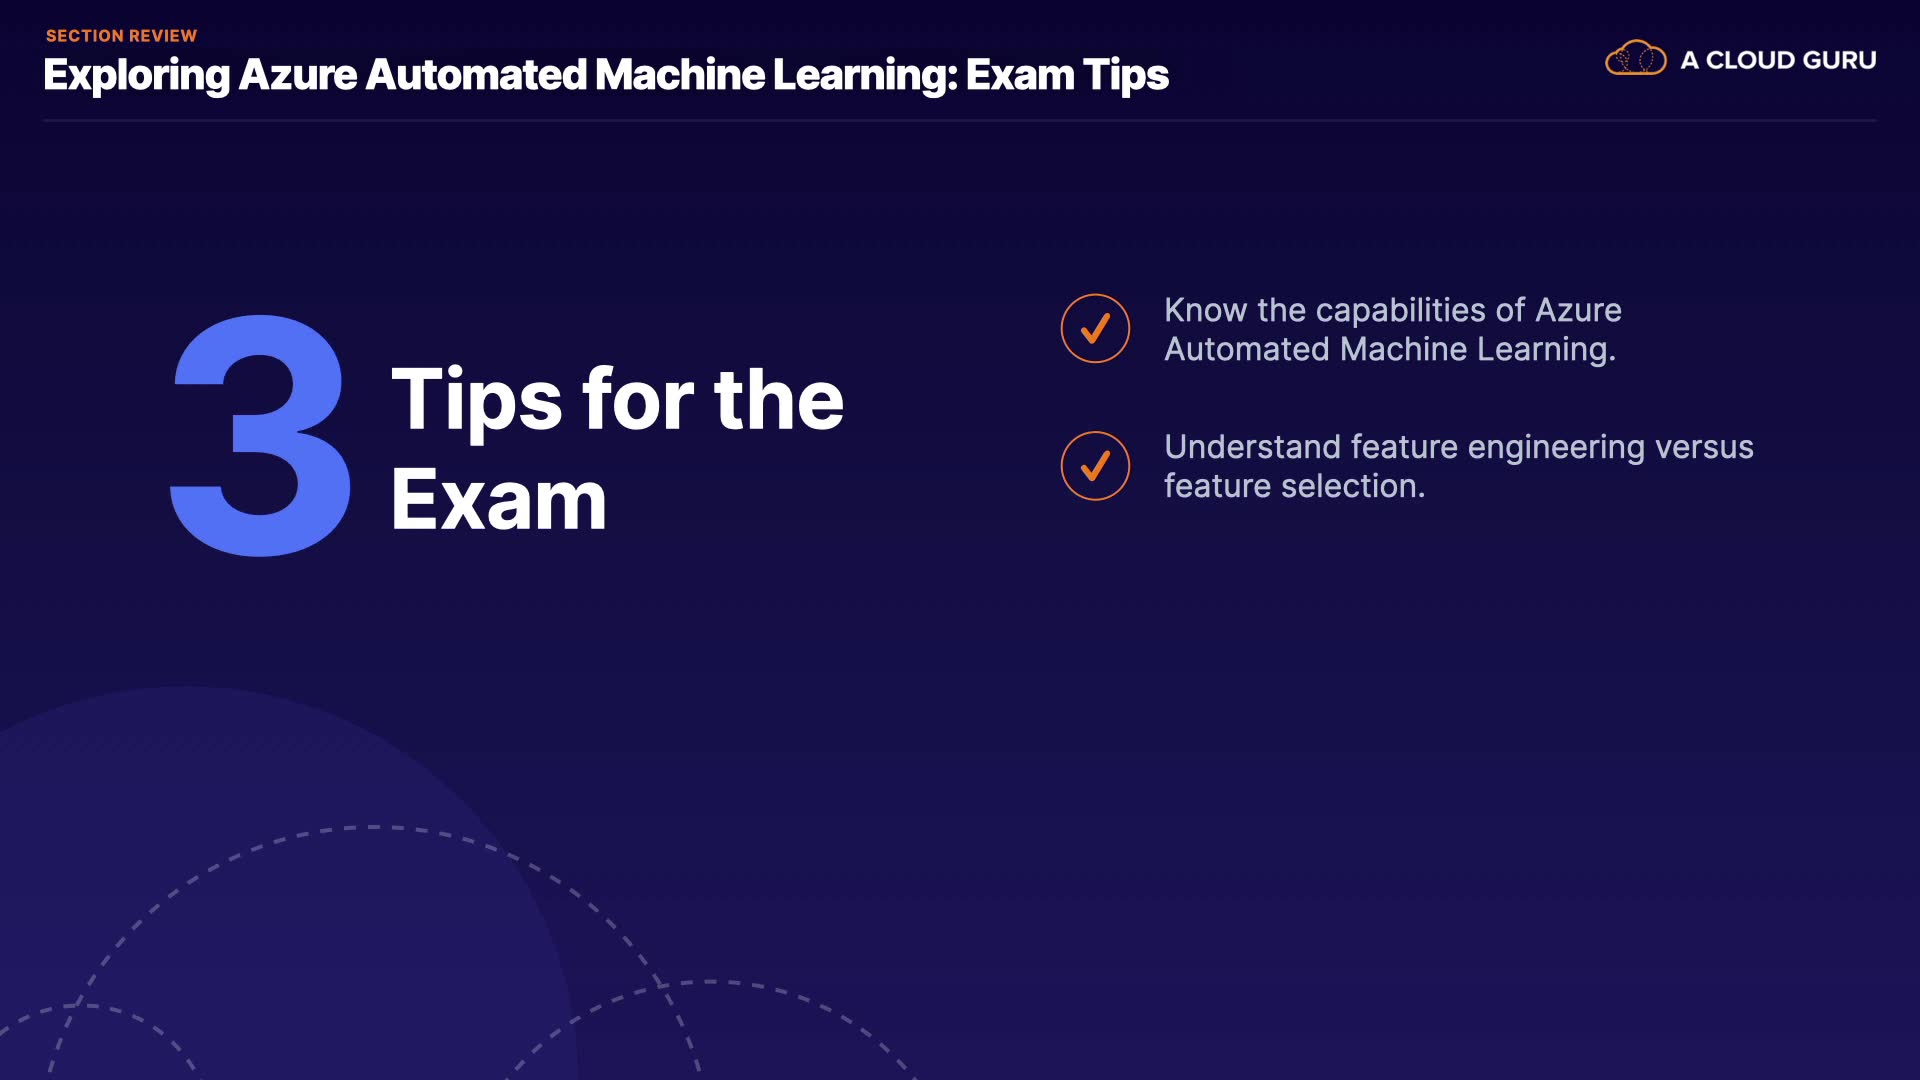 SECTION REVIEW
Exploring Azure Automated Machine Learning: Exam Tips
A CLOUD GURU
3
Tips for the
Exam
Know the capabilities of Azure
Automated Machine Learning.
Understand feature engineering versus
feature selection.